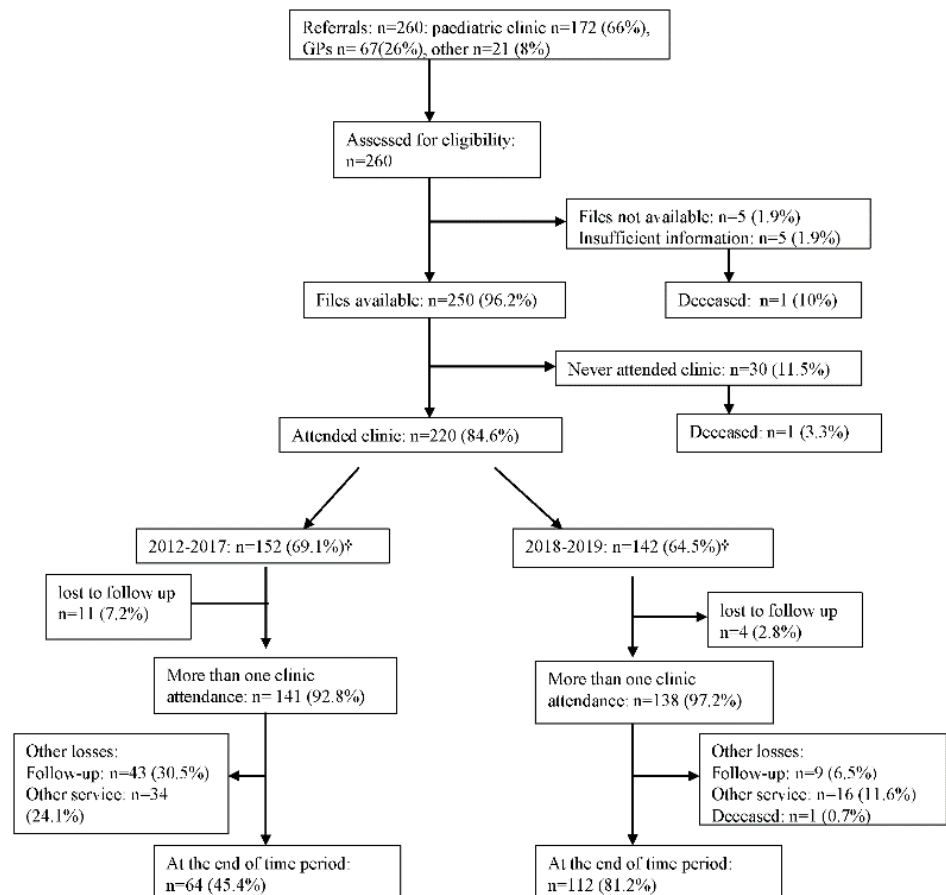 Referrals: n=260: paediatric clinic n=172 (66%),
GPs n= 67(26%), other n=21 (8%)
Assessed for eligibility:
n=260
Files not available: n=5 (1.9%)
Insufficient information: n=5 (1.9%)
Files available: n=250 (96.2%)
Deceased: n=1 (10%)
Never attended clinic: n=30 (11.5%)
Attended clinic: n=220 (84.6%)
Deceased: n=1 (3.3%)
2012-2017: n=152 (69.1%)†
2018-2019: n=142 (64.5%)†
lost to follow up
n=11 (7.2%)
lost to follow up
n=4 (2.8%)
More than one clinic
attendance: n= 141 (92.8%)
More than one clinic
attendance: n=138 (97.2%)
Other losses:
Follow-up: n=43 (30.5%)
Other service: n=34
(24.1%)
Other losses:
Follow-up: n=9 (6.5%)
Other service: n=16 (11.6%)
Deceased: n=1 (0.7%)
At the end of time period:
n=64 (45.4%)
At the end of time period:
n=112 (81.2%)